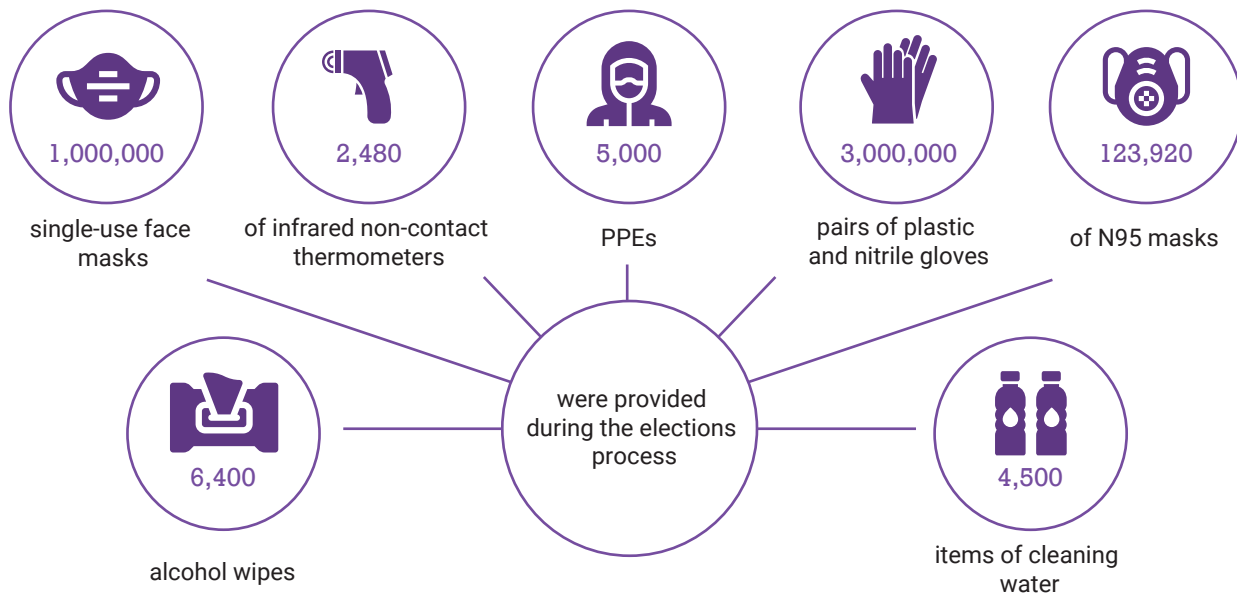 1,000,000
single-use face
masks
2,480
of infrared non-contact
thermometers
5,000
PPEs
3,000,000
pairs of plastic
and nitrile gloves
123,920
of N95 masks
were provided
during the elections
process
6,400
alcohol wipes
4,500
items of cleaning
water